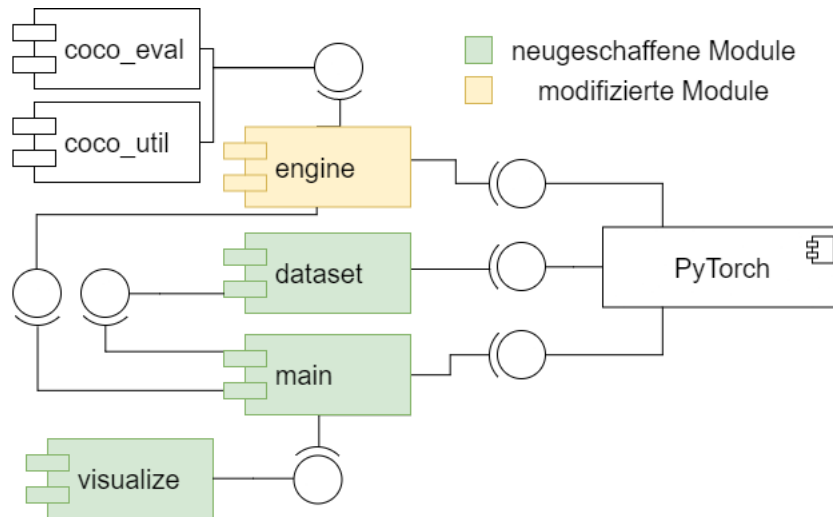 coco_eval
neugeschaffene Module
modifizierte Module
coco_util
engine
dataset
PyTorch
main
visualize